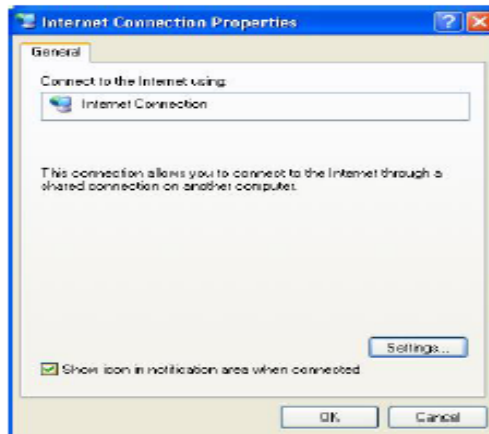 Internet Connection Properties
General
Connect to the Internet using:
Internet Connection
This connection allows you to connect to the Internet through a
shared connection on another computer.
Settings...
Show icon in notification area when connected
OK
Cancel